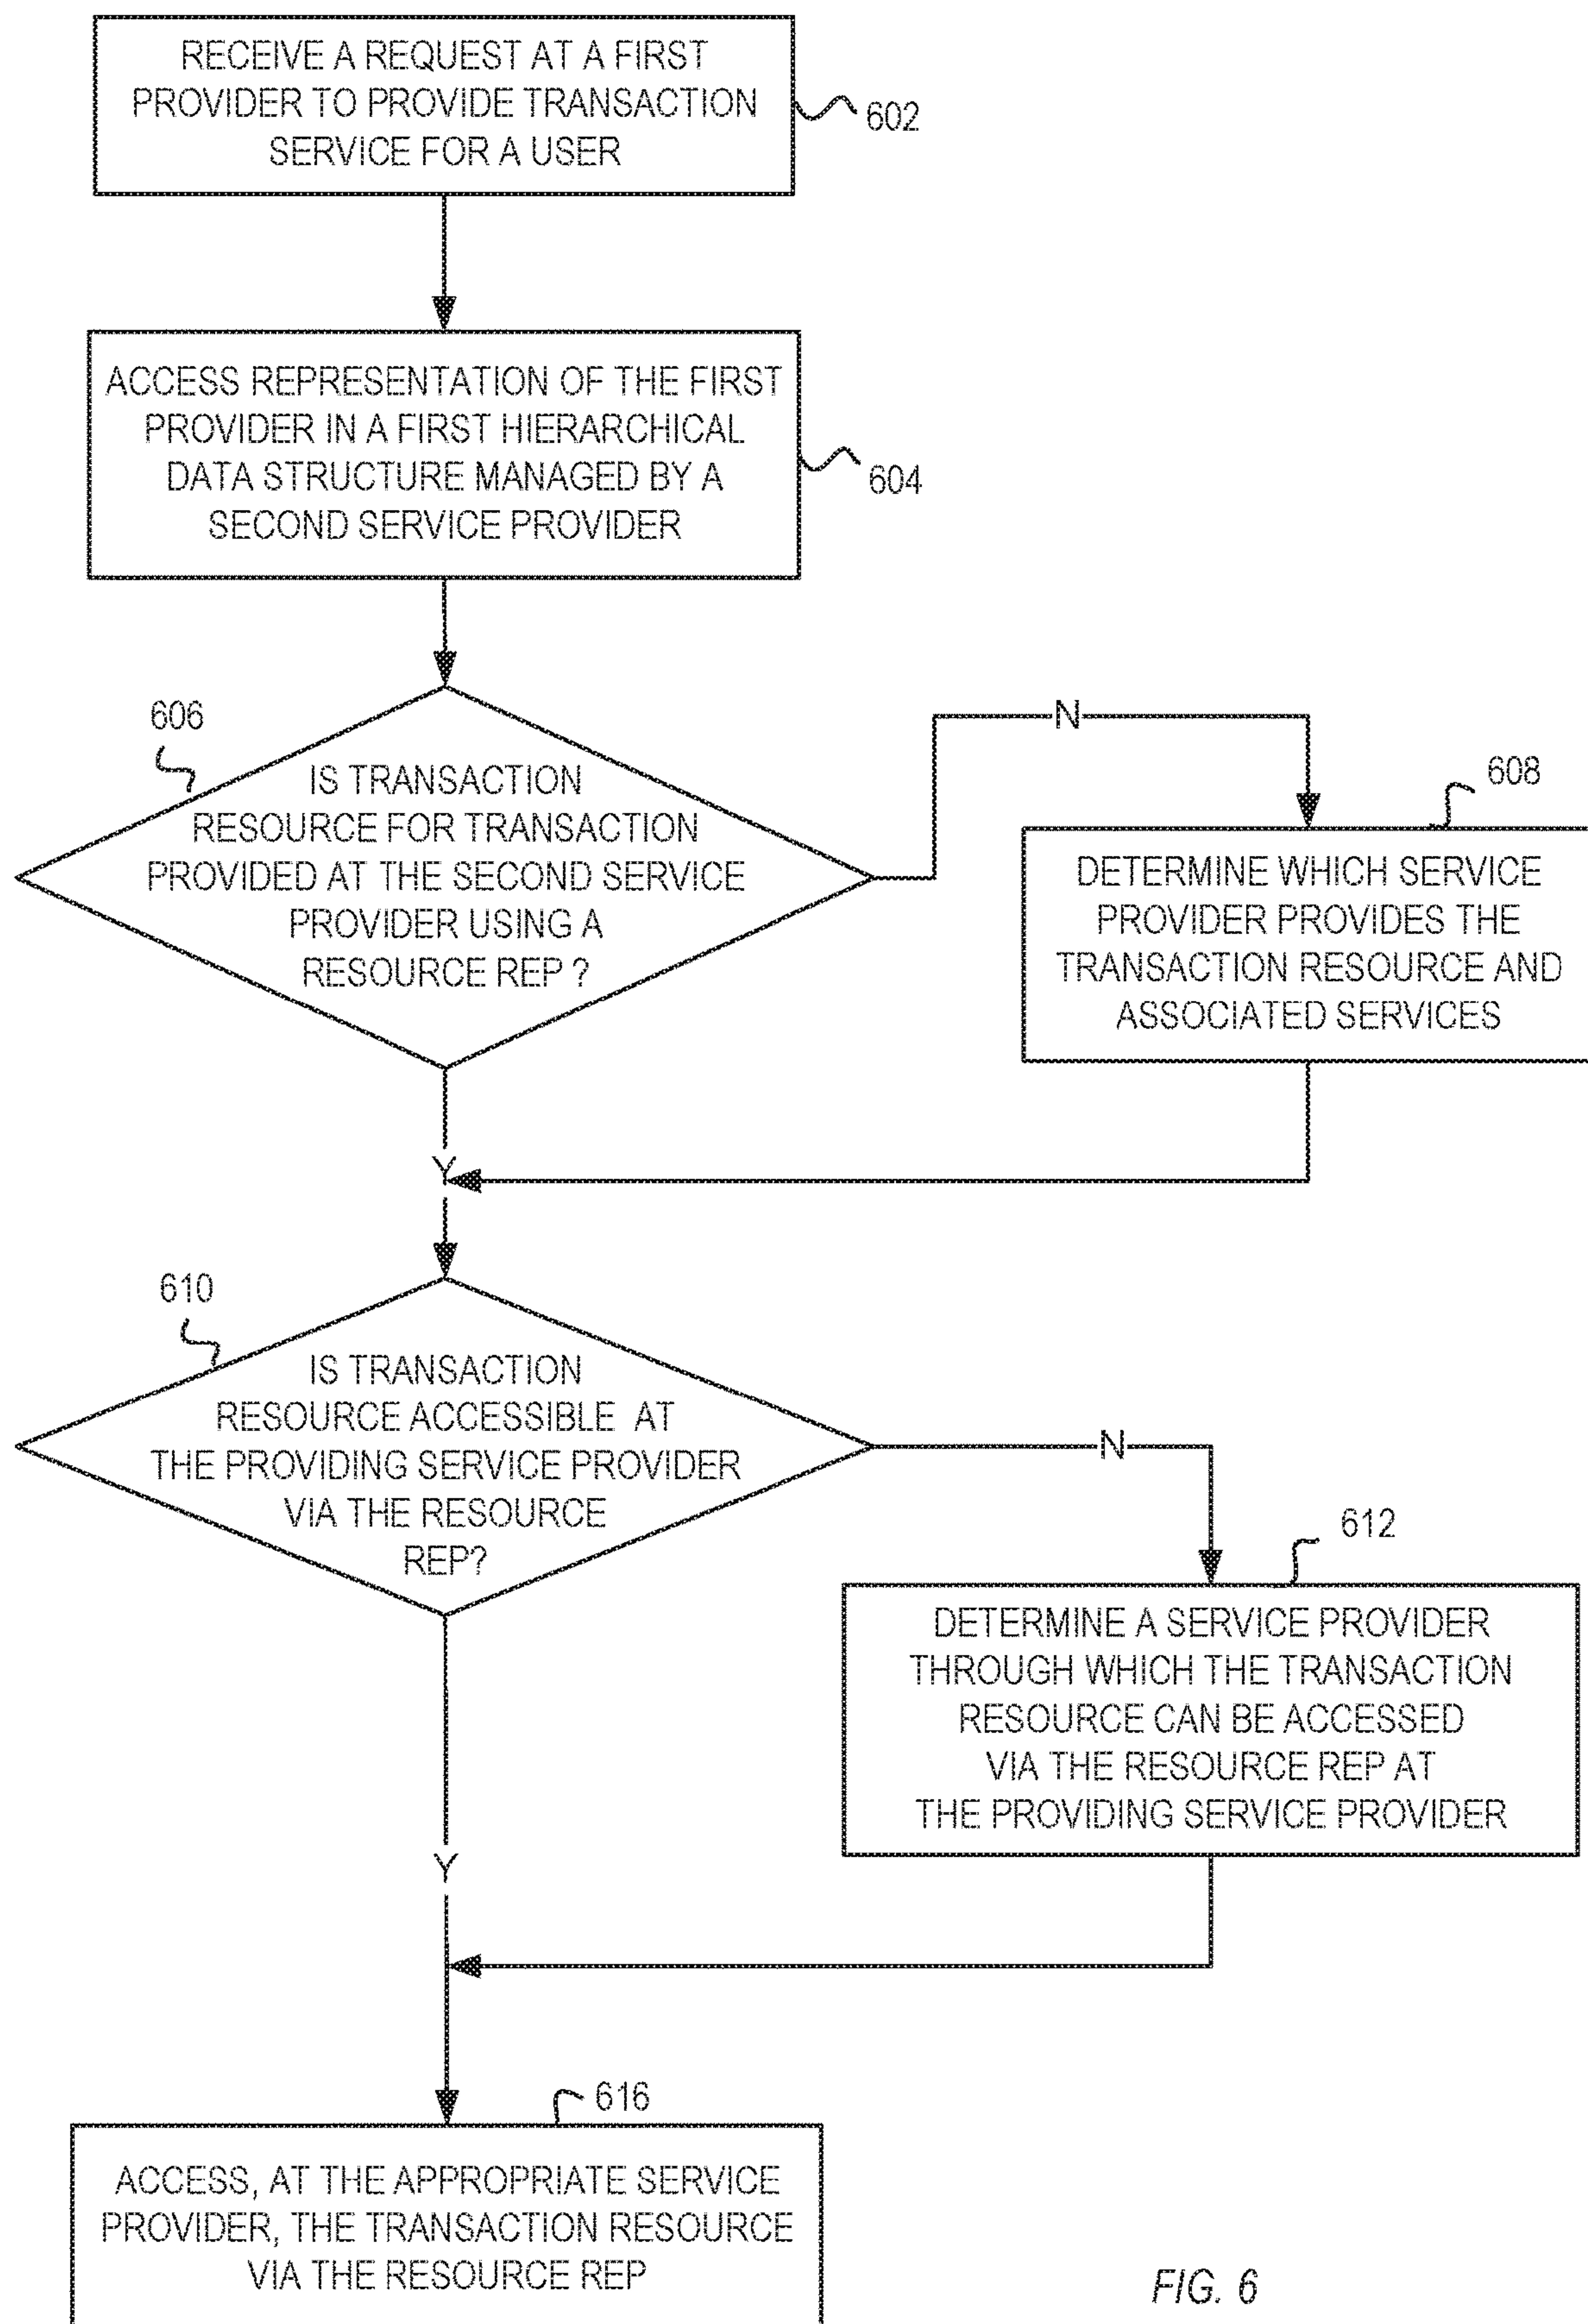 RECEIVE A REQUEST AT A FIRST
PROVIDER TO PROVIDE TRANSACTION
SERVICE FOR A USER
602
ACCESS REPRESENTATION OF THE FIRST
PROVIDER IN A FIRST HIERARCHICAL
DATA STRUCTURE MANAGED BY A
SECOND SERVICE PROVIDER
604
606
IS TRANSACTION
RESOURCE FOR TRANSACTION
PROVIDED AT THE SECOND SERVICE
PROVIDER USING A
RESOURCE REP ?
N
608
DETERMINE WHICH SERVICE
PROVIDER PROVIDES THE
TRANSACTION RESOURCE AND
ASSOCIATED SERVICES
Y
610
IS TRANSACTION
RESOURCE ACCESSIBLE AT
THE PROVIDING SERVICE PROVIDER
VIA THE RESOURCE
REP?
N
612
DETERMINE A SERVICE PROVIDER
THROUGH WHICH THE TRANSACTION
RESOURCE CAN BE ACCESSED
VIA THE RESOURCE REP AT
THE PROVIDING SERVICE PROVIDER
Y
616
ACCESS, AT THE APPROPRIATE SERVICE
PROVIDER, THE TRANSACTION RESOURCE
VIA THE RESOURCE REP
FIG. 6